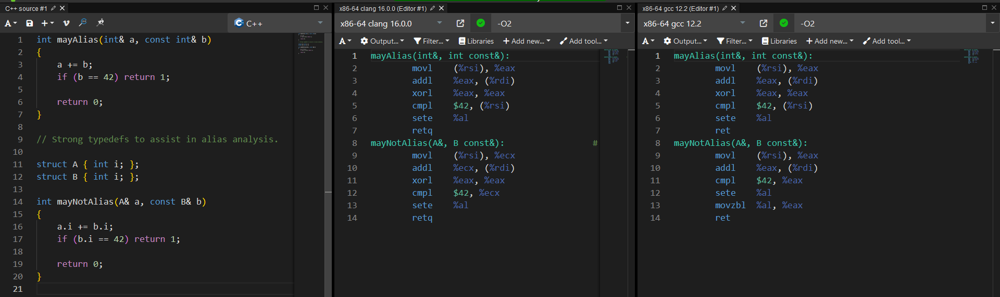 C++ source #1
A
+
C++
1 int mayAlias(int& a, const int& b)
2 {
3 a += b;
4 if (b == 42) return 1;
5
6 return 0;
7 }
8
9 // Strong typedefs to assist in alias analysis.
10
11 struct A { int i; };
12 struct B { int i; };
13
14 int mayNotAlias(A& a, const B& b)
15 {
16 a.i += b.i;
17 if (b.i == 42) return 1;
18
19 return 0;
20 }
21
x86-64 clang 16.0.0 (Editor #1)
x86-64 clang 16.0.0 -O2
A Output... Filter... Libraries + Add new... Add tool...
1 mayAlias(int&, int const&):
2 movl (%rsi), %eax
3 addl %eax, (%rdi)
4 xorl %eax, %eax
5 cmpl $42, (%rsi)
6 sete %al
7 retq
8 mayNotAlias(A&, B const&): #
9 movl (%rsi), %ecx
10 addl %ecx, (%rdi)
11 xorl %eax, %eax
12 cmpl $42, %ecx
13 sete %al
14 retq
x86-64 gcc 12.2 (Editor #1)
x86-64 gcc 12.2 -O2
A Output... Filter... Libraries + Add new... Add tool...
1 mayAlias(int&, int const&):
2 movl (%rsi), %eax
3 addl %eax, (%rdi)
4 xorl %eax, %eax
5 cmpl $42, (%rsi)
6 sete %al
7 ret
8 mayNotAlias(A&, B const&):
9 movl (%rsi), %eax
10 addl %eax, (%rdi)
11 cmpl $42, %eax
12 sete %al
13 movzbl %al, %eax
14 ret